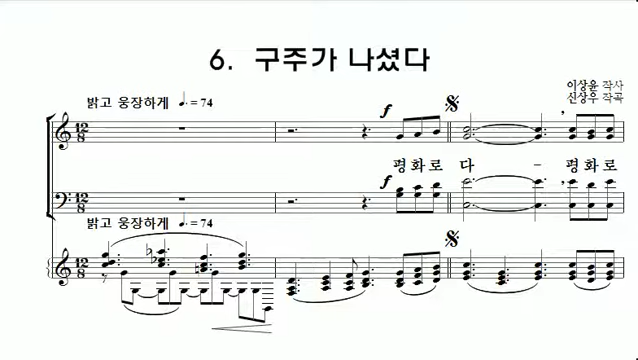 6. 구주가 나셨다
이상윤 작사
신상우 작곡
밝고 웅장하게 ♩. = 74
f
평화로 다 - 평화로
f
밝고 웅장하게 ♩. = 74